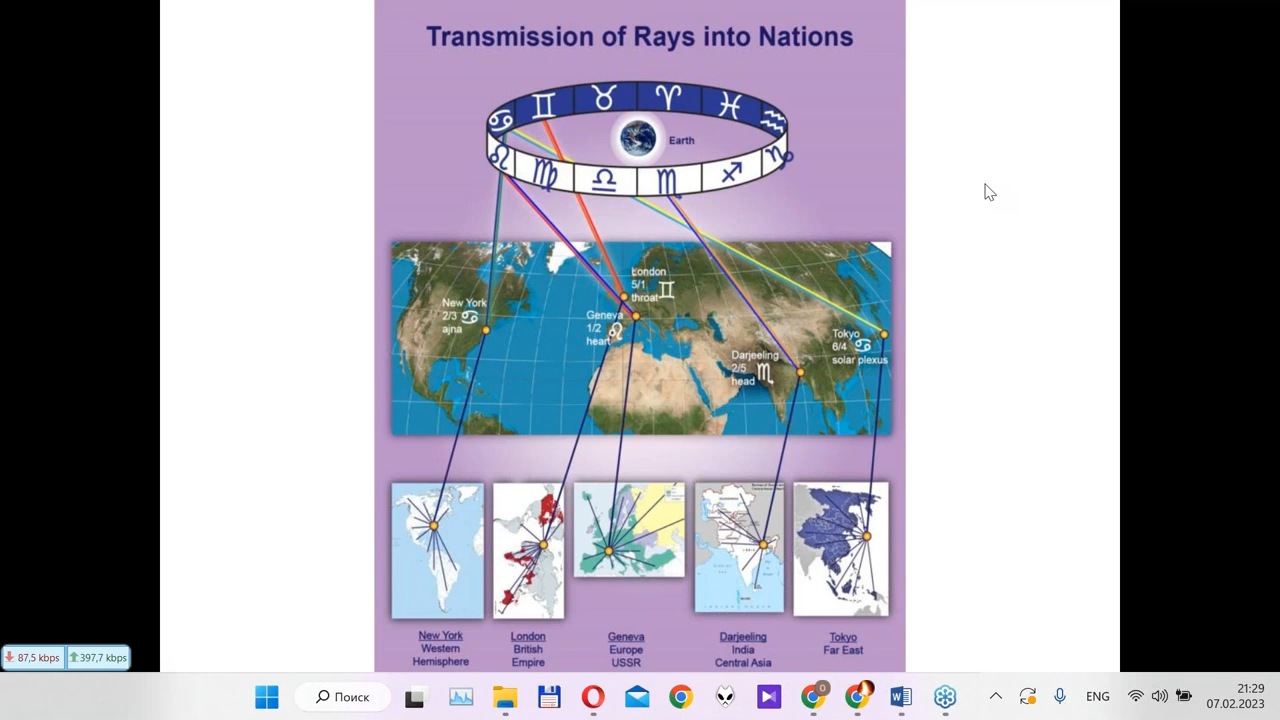 Transmission of Rays into Nations
♊ ♉ ♈ ♓
♋ ♒
Earth
♌ ♍ ♎ ♏ ♐ ♑
London
5/1 ♊
throat
New York
2/3 ♋
ajna
Geneva
1/2 ♌
heart
Darjeeling
2/5 ♏
head
Tokyo
6/4 ♋
solar plexus
New York
Western
Hemisphere
London
British
Empire
Geneva
Europe
USSR
Darjeeling
India
Central Asia
Tokyo
Far East
87,5 kbps 397,7 kbps
Поиск
0
ENG
21:29
07.02.2023